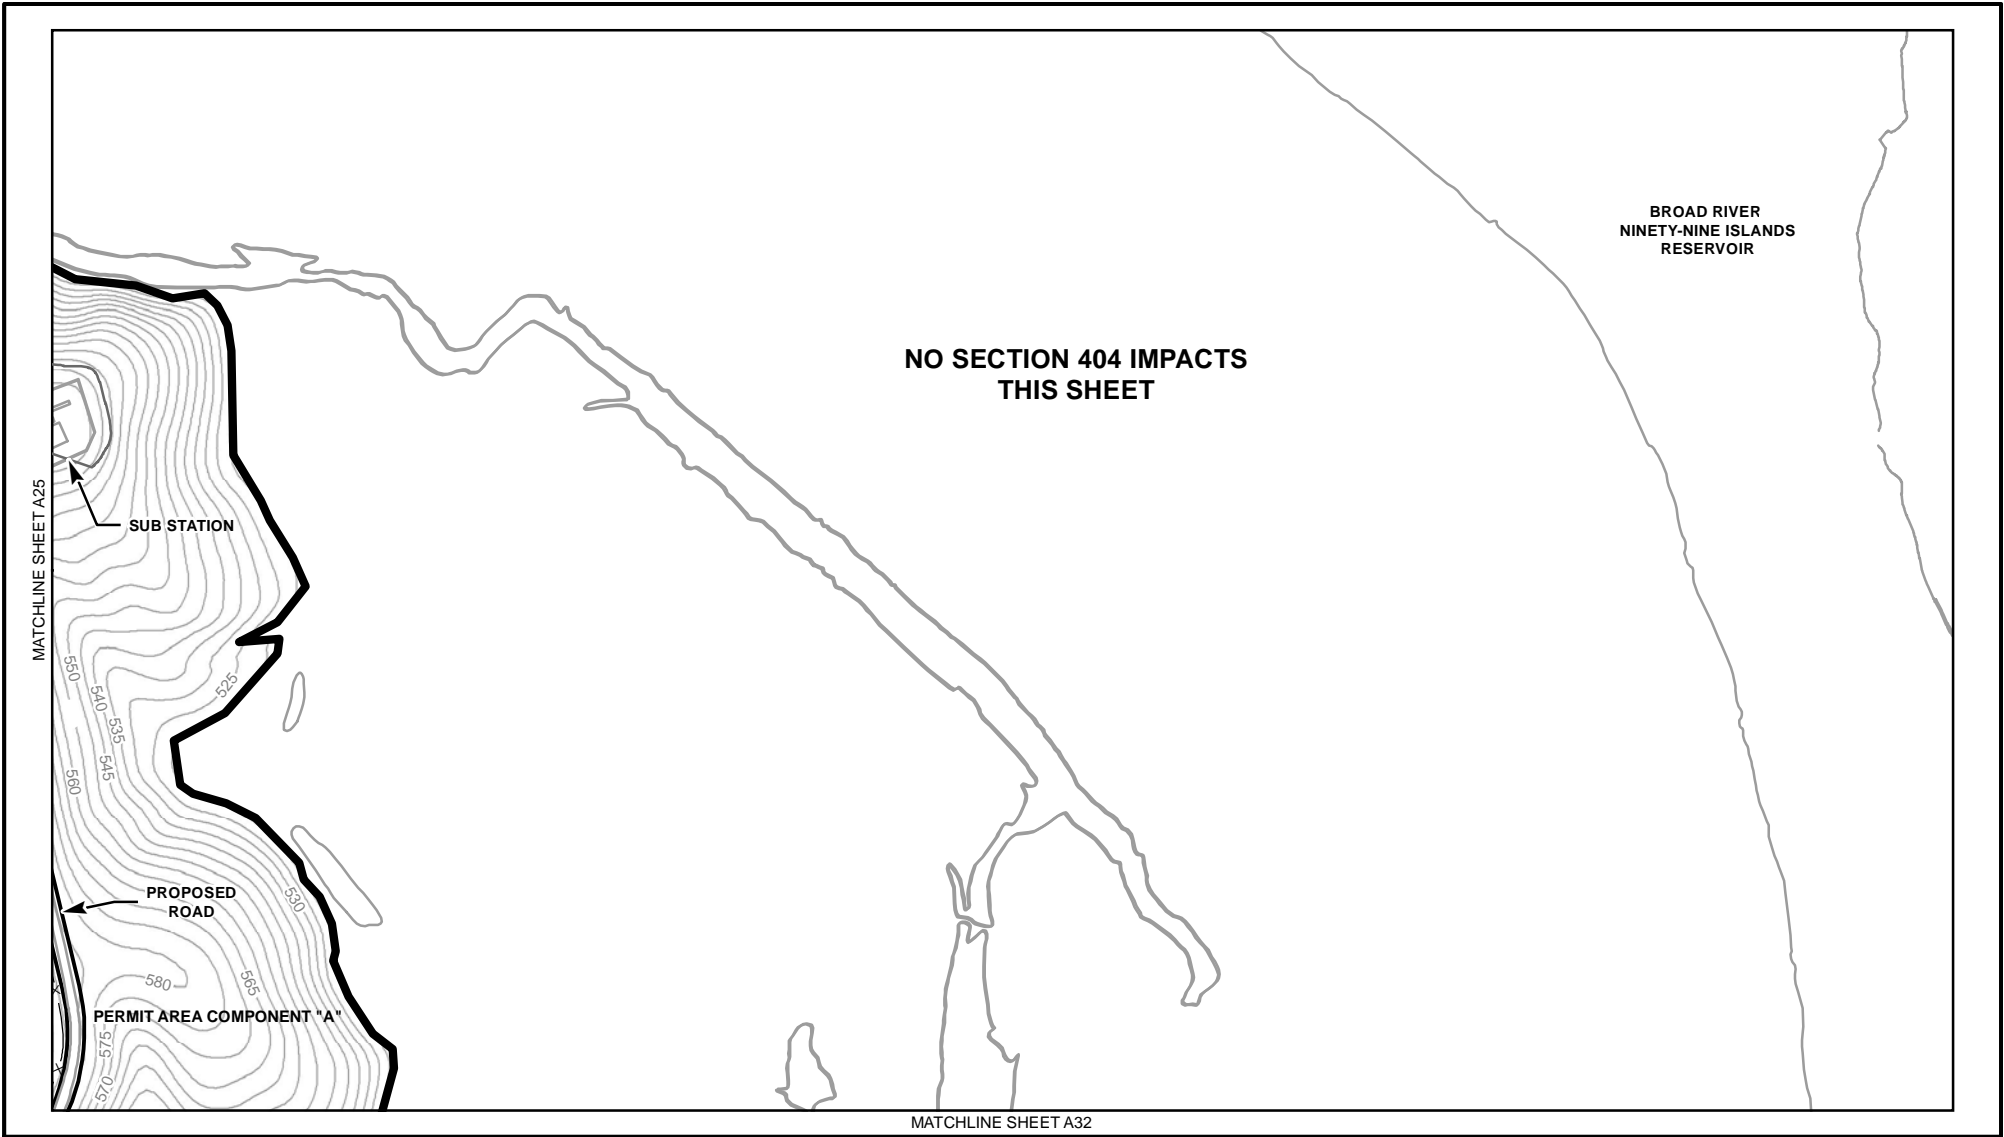 BROAD RIVER
NINETY-NINE ISLANDS
RESERVOIR
NO SECTION 404 IMPACTS
THIS SHEET
MATCHLINE SHEET A25
SUB STATION
550
540
535
525
545
560
PROPOSED
ROAD
530
580
565
PERMIT AREA COMPONENT "A"
575
570
MATCHLINE SHEET A32